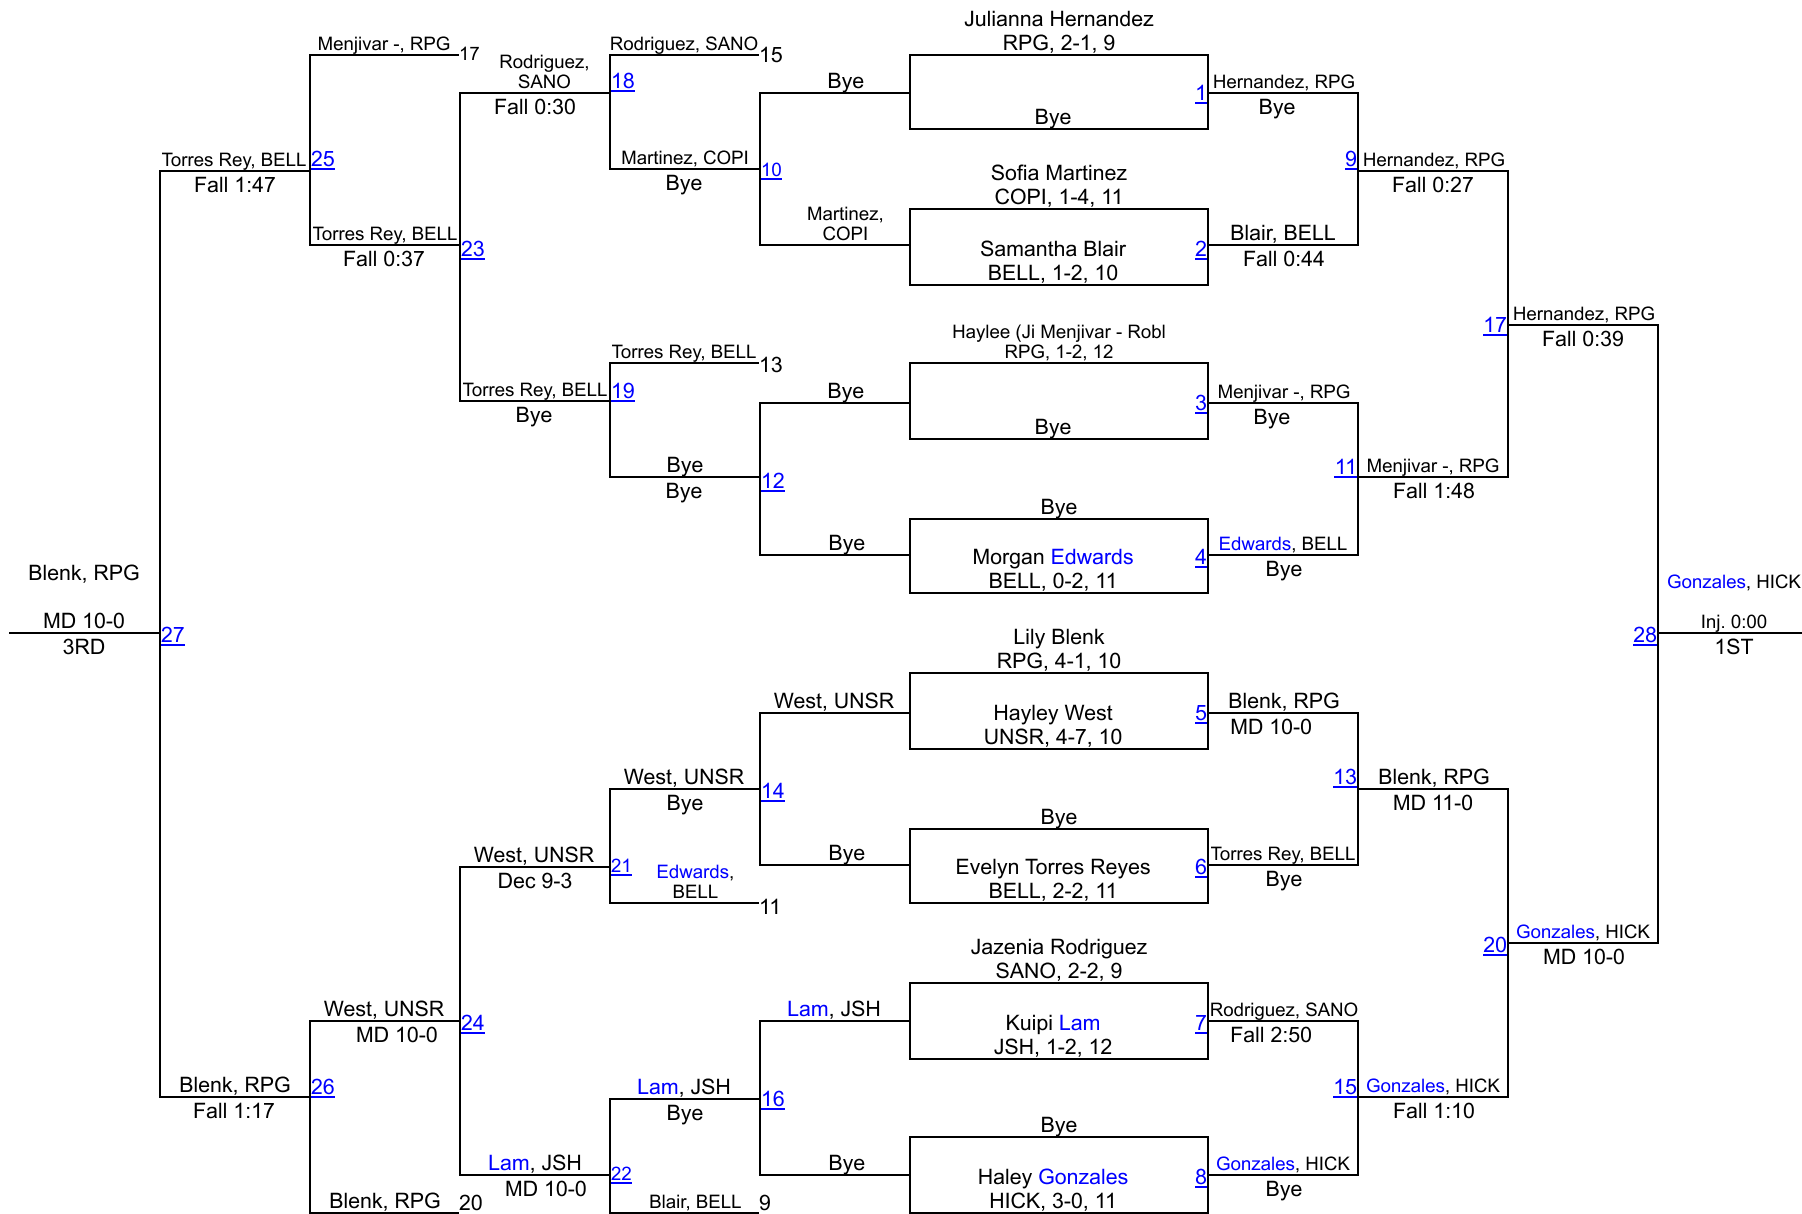 Julianna Hernandez
RPG, 2-1, 9
Menjivar -, RPG
17
Rodriguez,
SANO
Fall 0:30
Rodriguez, SANO
15
18
Bye
1
Hernandez, RPG
Bye
Bye
Torres Rey, BELL
Fall 1:47
25
Martinez, COPI
Bye
10
Sofia Martinez
COPI, 1-4, 11
9
Hernandez, RPG
Fall 0:27
Torres Rey, BELL
Fall 0:37
23
Martinez,
COPI
Samantha Blair
BELL, 1-2, 10
2
Blair, BELL
Fall 0:44
Haylee (Ji Menjivar - Robl
RPG, 1-2, 12
17
Hernandez, RPG
Fall 0:39
Torres Rey, BELL
13
Torres Rey, BELL
Bye
19
Bye
3
Menjivar -, RPG
Bye
Bye
Bye
Bye
12
11
Menjivar -, RPG
Fall 1:48
Bye
Bye
Morgan Edwards
BELL, 0-2, 11
4
Edwards, BELL
Bye
Blenk, RPG
MD 10-0
3RD
27
Gonzales, HICK
Inj. 0:00
1ST
28
Lily Blenk
RPG, 4-1, 10
West, UNSR
Hayley West
UNSR, 4-7, 10
5
Blenk, RPG
MD 10-0
West, UNSR
Bye
14
13
Blenk, RPG
MD 11-0
Bye
West, UNSR
Dec 9-3
21
Edwards,
BELL
11
Bye
Evelyn Torres Reyes
BELL, 2-2, 11
6
Torres Rey, BELL
Bye
Jazenia Rodriguez
SANO, 2-2, 9
20
Gonzales, HICK
MD 10-0
West, UNSR
MD 10-0
24
Lam, JSH
Kuipi Lam
JSH, 1-2, 12
7
Rodriguez, SANO
Fall 2:50
Blenk, RPG
Fall 1:17
26
Lam, JSH
Bye
16
15
Gonzales, HICK
Fall 1:10
Bye
Lam, JSH
MD 10-0
22
Bye
Haley Gonzales
HICK, 3-0, 11
8
Gonzales, HICK
Bye
Blenk, RPG
20
Blair, BELL
9